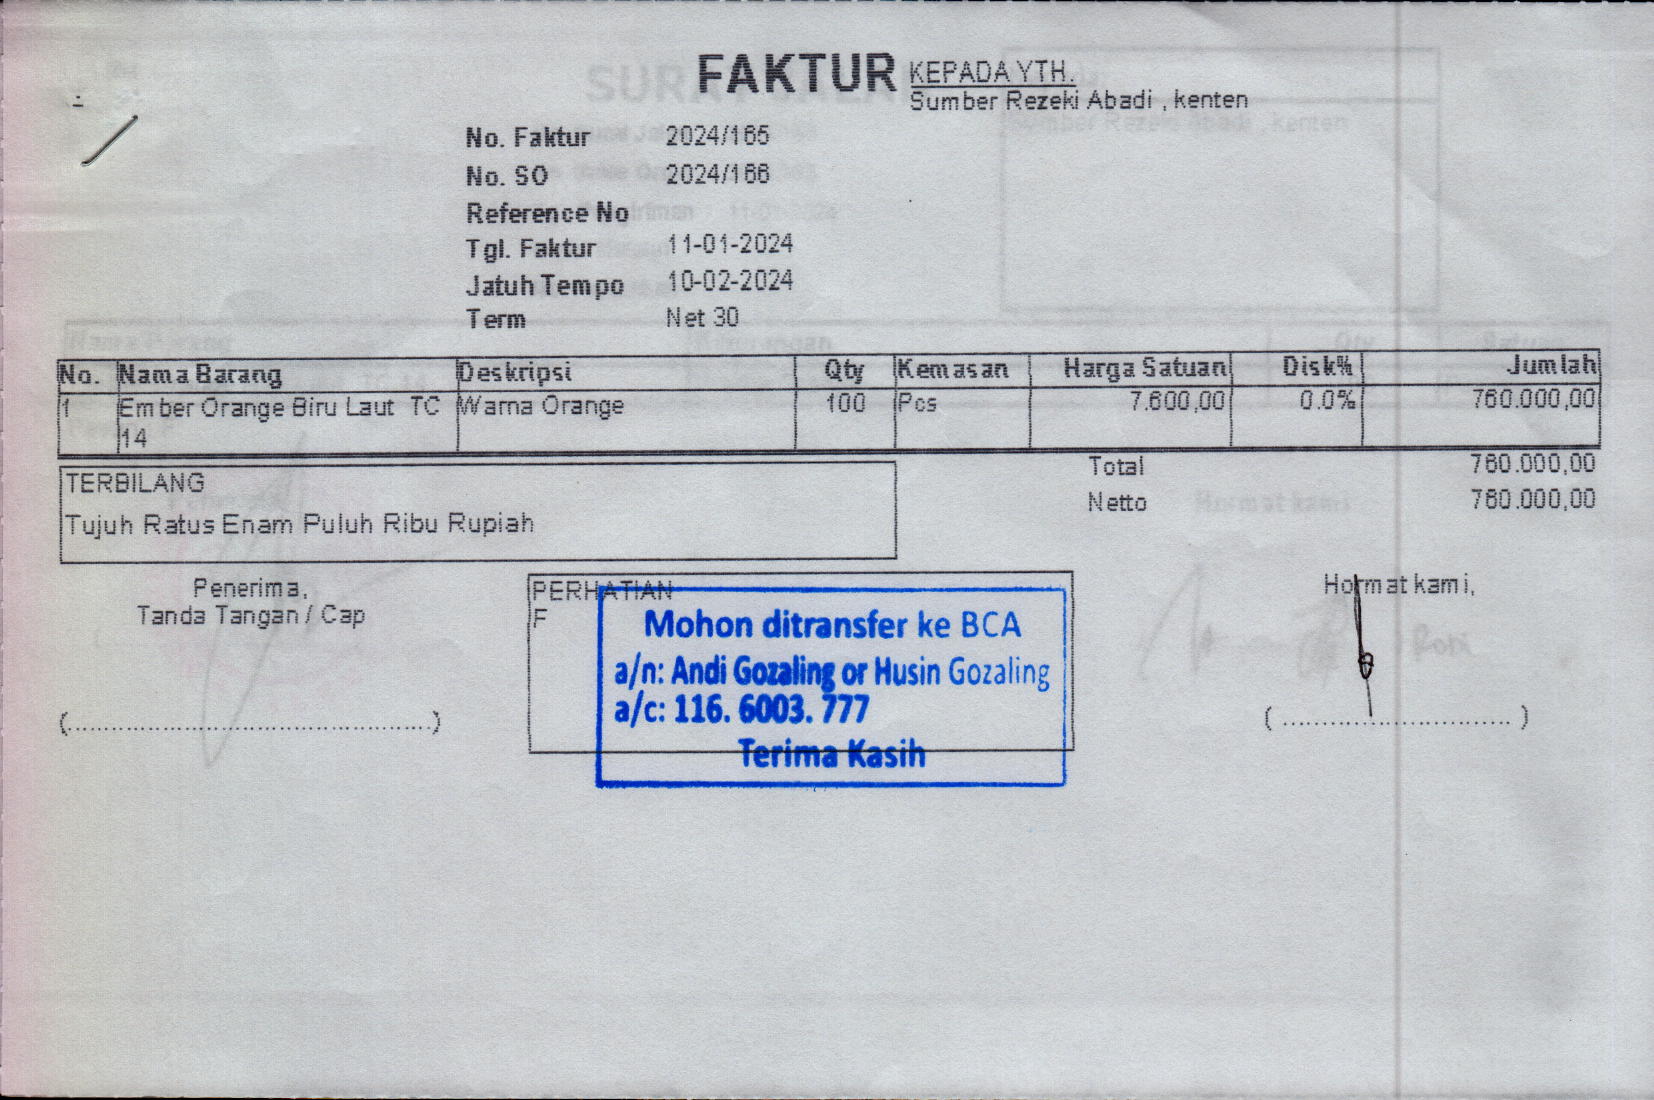 FAKTUR
KEPADA YTH.
Sumber Rezeki Abadi , kenten
No. Faktur 2024/165
No. SO 2024/166
Reference No
Tgl. Faktur 11-01-2024
Jatuh Tempo 10-02-2024
Term Net 30
No. Nama Barang Deskripsi Qty Kemasan Harga Satuan Disk% Jumlah
1 Ember Orange Biru Laut TC Warna Orange 100 Pcs 7.600,00 0.0% 760.000,00
14
Total 760.000,00
TERBILANG
Netto 760.000,00
Tujuh Ratus Enam Puluh Ribu Rupiah
Penerima,
Tanda Tangan / Cap
PERHATIAN
F
Hormat kami,
Mohon ditransfer ke BCA
a/n: Andi Gozaling or Husin Gozaling
a/c: 116. 6003. 777
Terima Kasih
(........................................)
( ............................ )